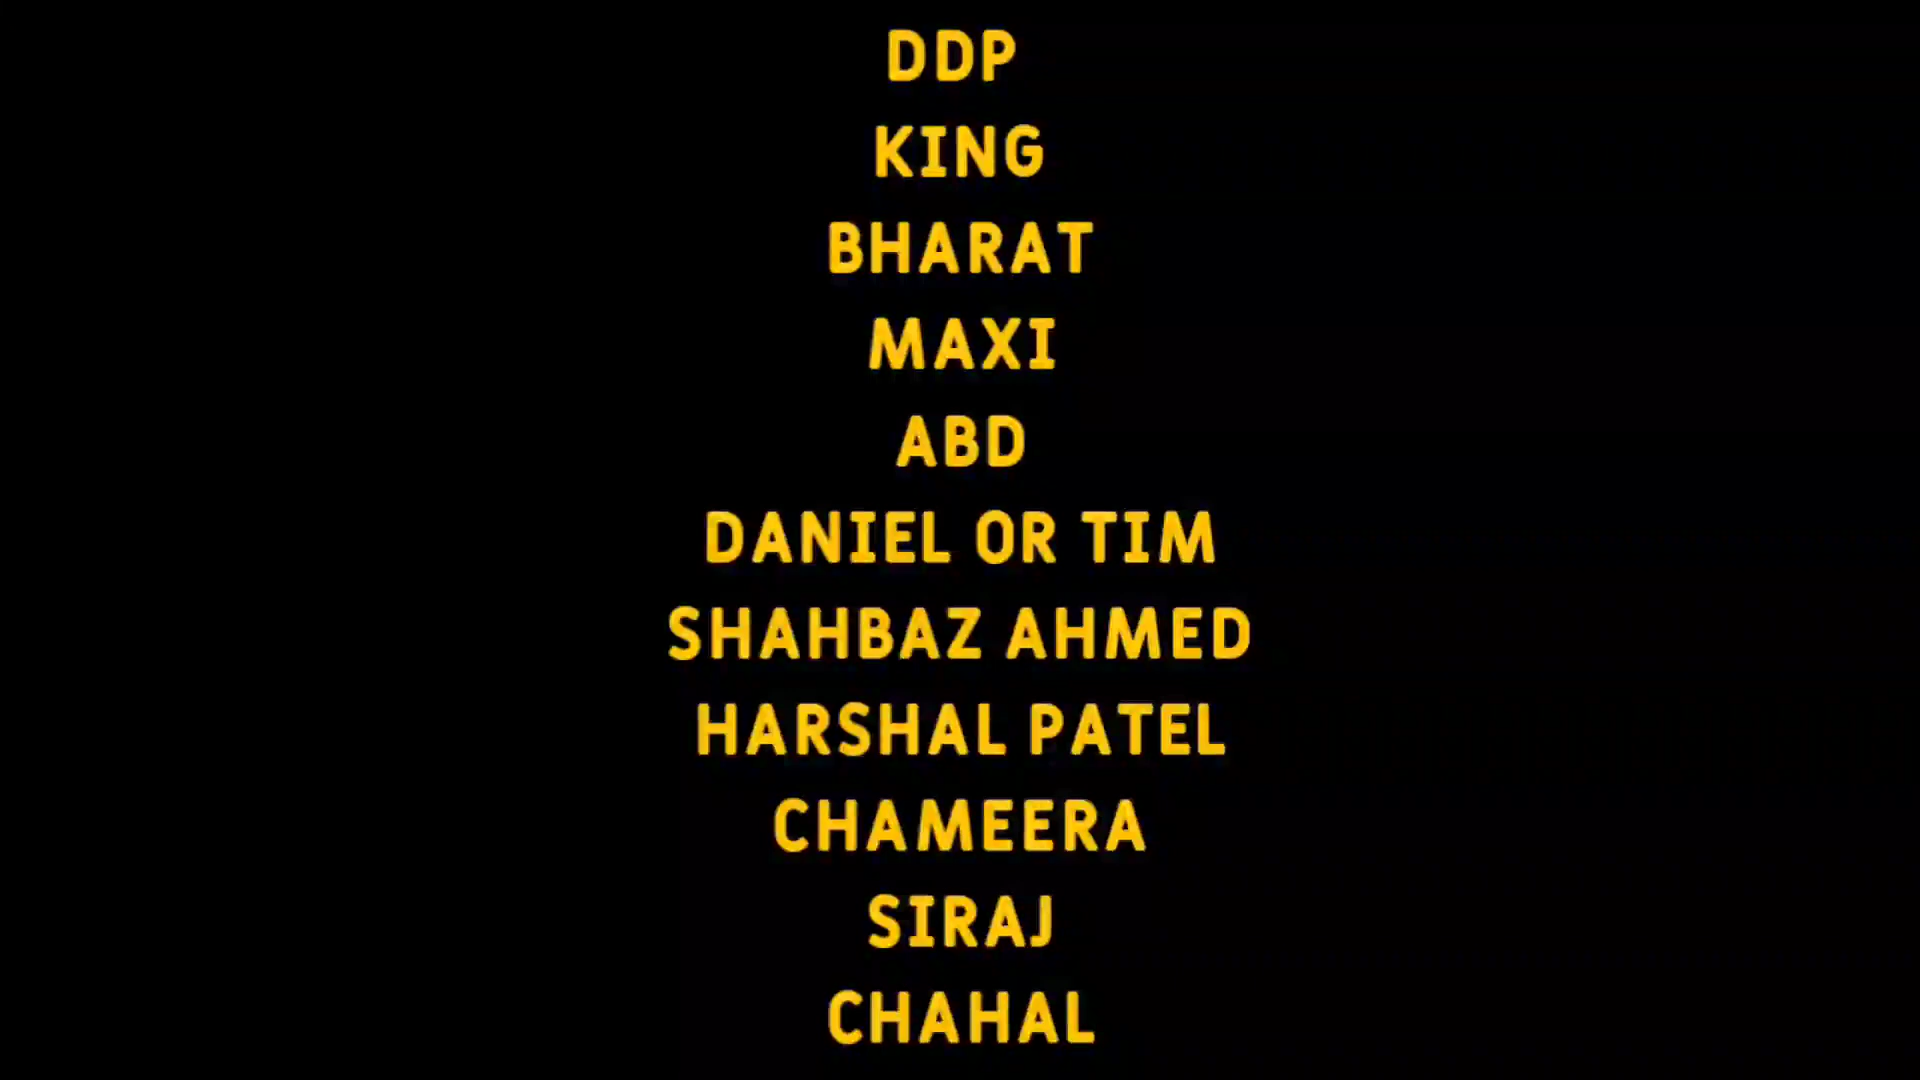 DDP
KING
BHARAT
MAXI
ABD
DANIEL OR TIM
SHAHBAZ AHMED
HARSHAL PATEL
CHAMEERA
SIRAJ
CHAHAL